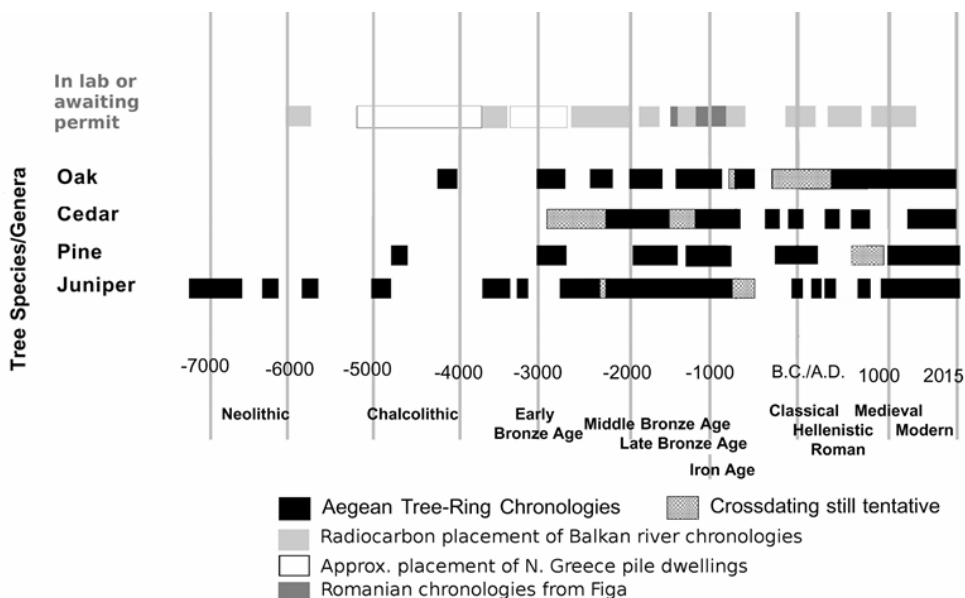 In lab or
awaiting
permit
Oak
Cedar
Pine
Juniper
Tree Species/Genera
-7000 -6000 -5000 -4000 -3000 -2000 -1000 B.C./A.D. 1000 2015
Neolithic Chalcolithic Early
Bronze Age
Middle Bronze Age
Late Bronze Age
Iron Age
Classical Medieval
Hellenistic Modern
Roman
Aegean Tree-Ring Chronologies
Crossdating still tentative
Radiocarbon placement of Balkan river chronologies
Approx. placement of N. Greece pile dwellings
Romanian chronologies from Figa